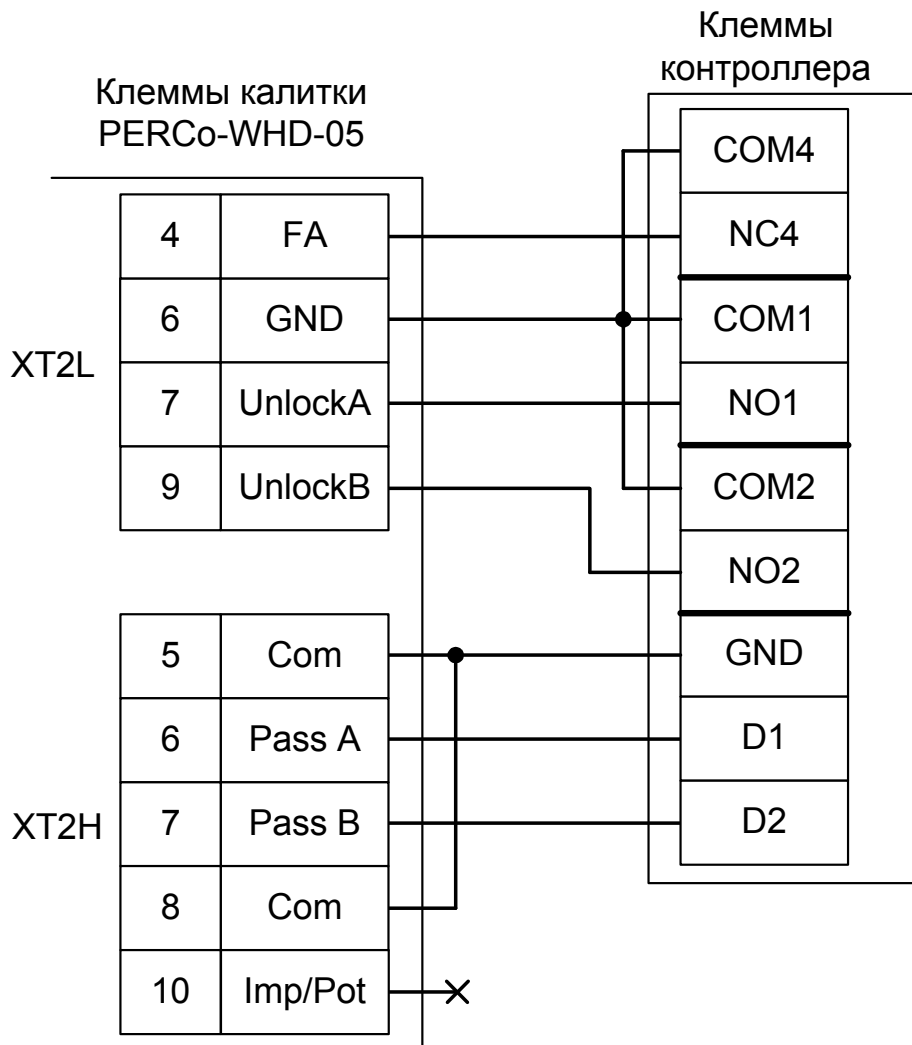 Клеммы
контроллера
Клеммы калитки
PERCo-WHD-05
XT2L
4 FA
6 GND
7 UnlockA
9 UnlockB
XT2H
5 Com
6 Pass A
7 Pass B
8 Com
10 Imp/Pot
COM4
NC4
COM1
NO1
COM2
NO2
GND
D1
D2